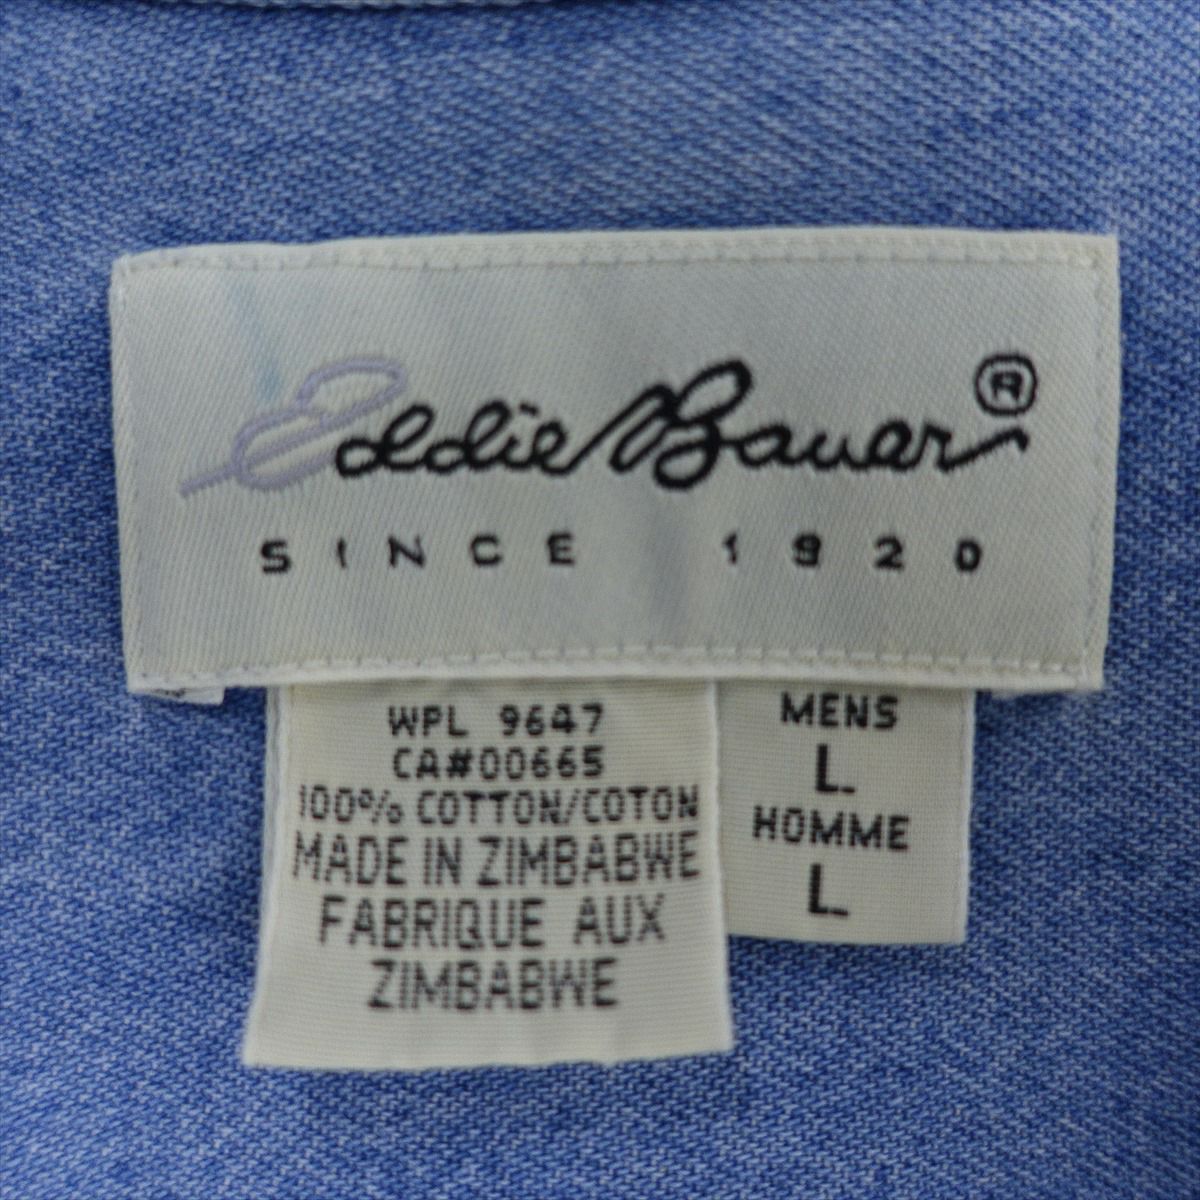 Eddie Bauer ®
SINCE 1920
WPL 9647
CA#00665
100% COTTON/COTON
MADE IN ZIMBABWE
FABRIQUE AUX
ZIMBABWE
MENS
L
HOMME
L